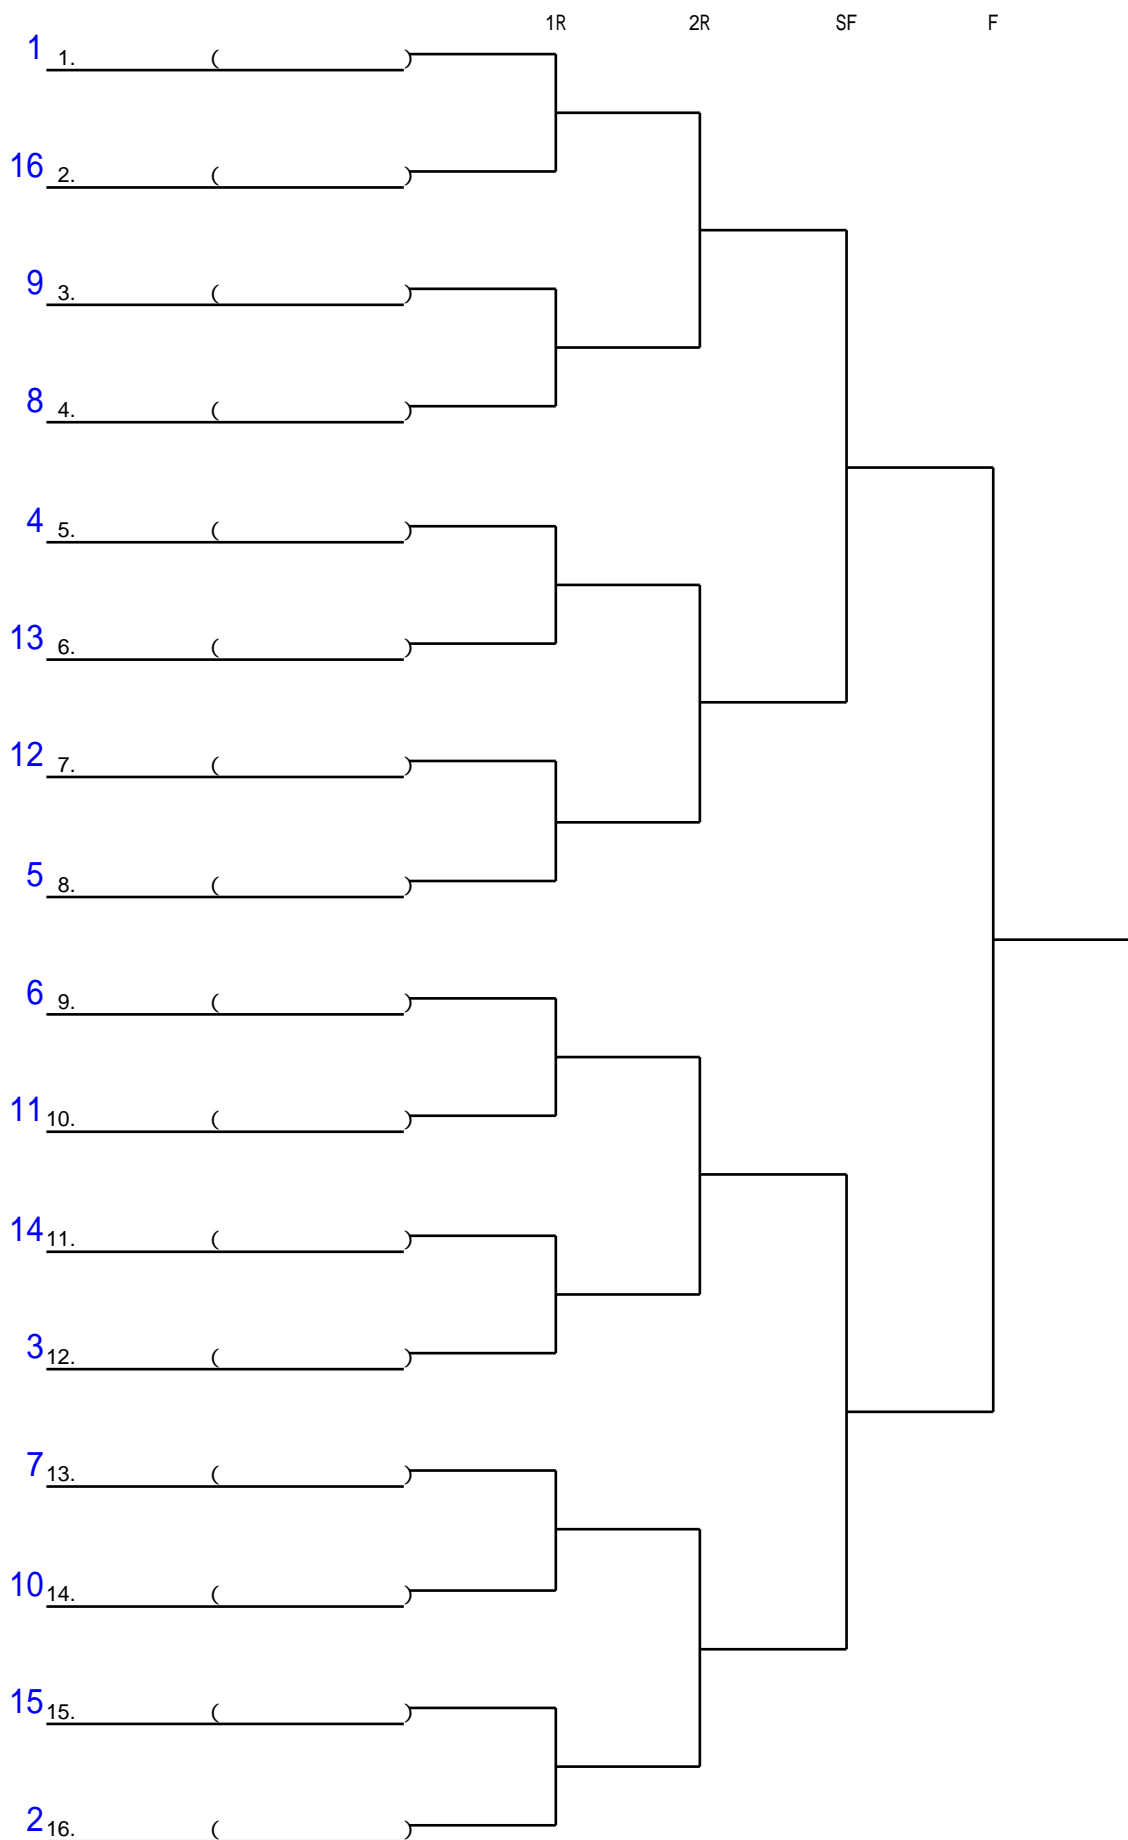 1R 2R SF F
1 1. ( )
16 2. ( )
9 3. ( )
8 4. ( )
4 5. ( )
13 6. ( )
12 7. ( )
5 8. ( )
6 9. ( )
11 10. ( )
14 11. ( )
3 12. ( )
7 13. ( )
10 14. ( )
15 15. ( )
2 16. ( )